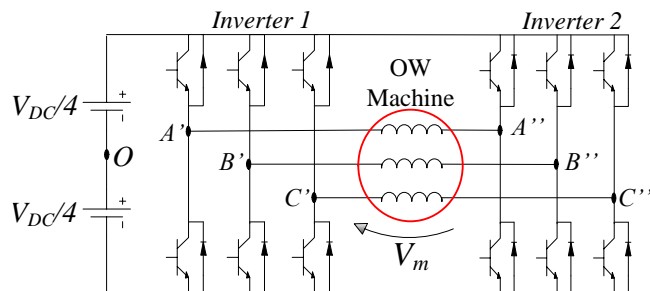 Inverter 1
Inverter 2
OW
Machine
V_DC/4
+
-
A'
A''
O
B'
B''
V_DC/4
+
-
C'
C''
V_m